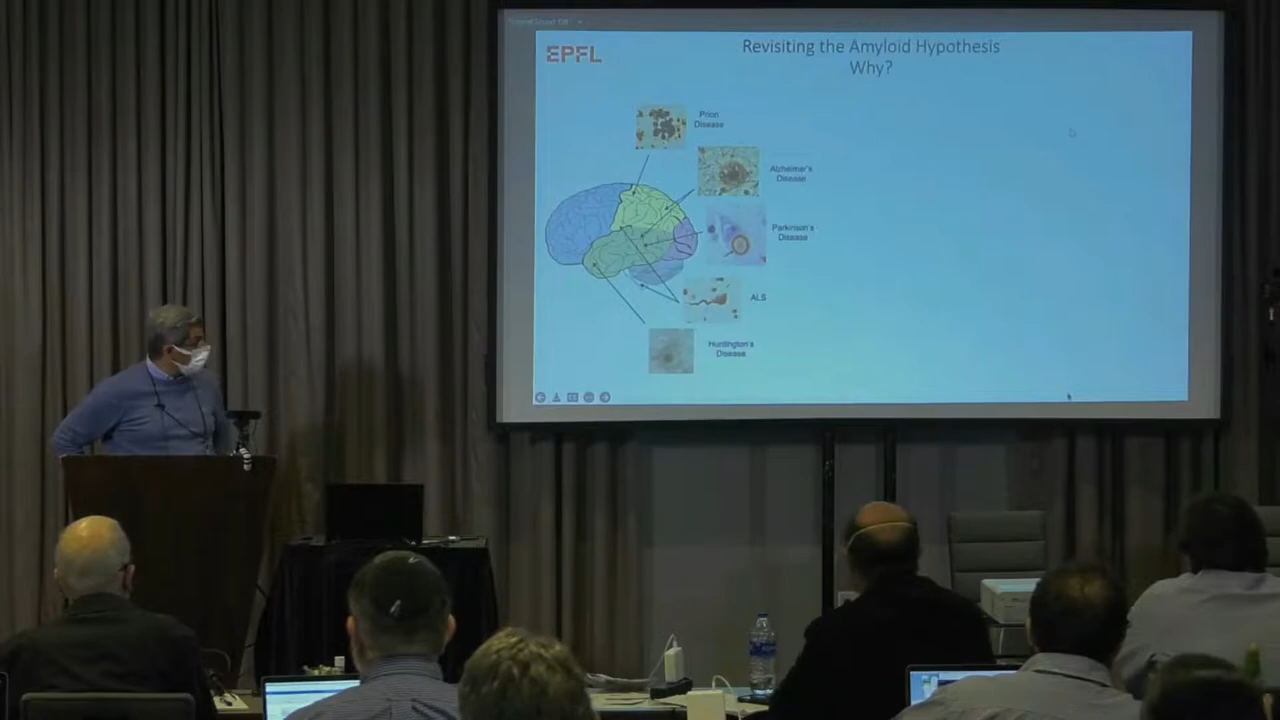 EPFL
Revisiting the Amyloid Hypothesis
Why?
Prion
Disease
Alzheimer's
Disease
Parkinson's
Disease
ALS
Huntington's
Disease